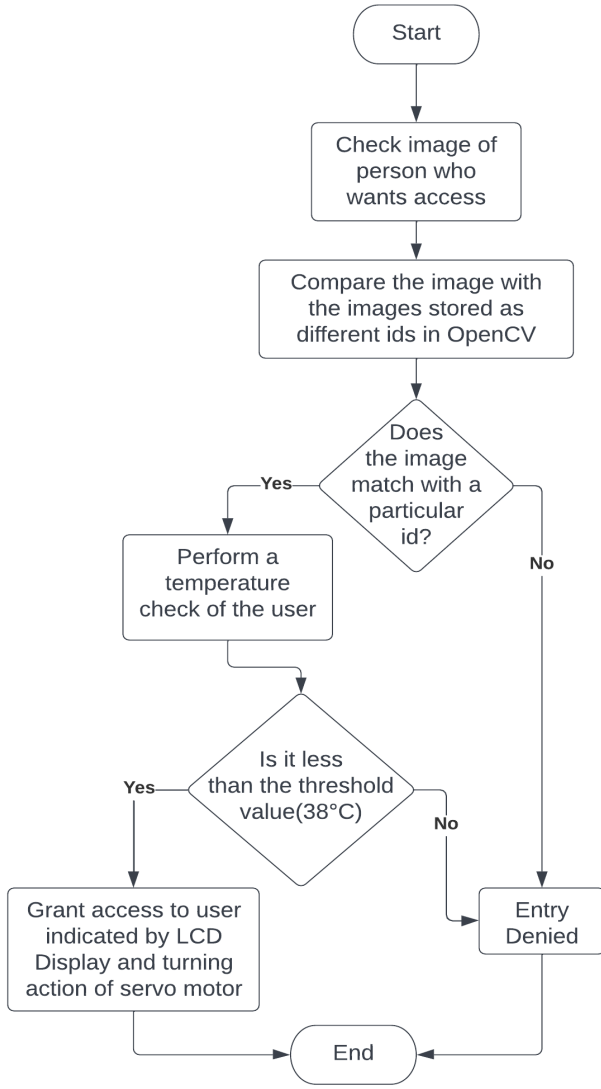 Start
Check image of
person who
wants access
Compare the image with
the images stored as
different ids in OpenCV
Does
the image
match with a
particular
id?
Yes
No
Perform a
temperature
check of the user
Is it less
than the threshold
value(38°C)
Yes
No
Grant access to user
indicated by LCD
Display and turning
action of servo motor
Entry
Denied
End